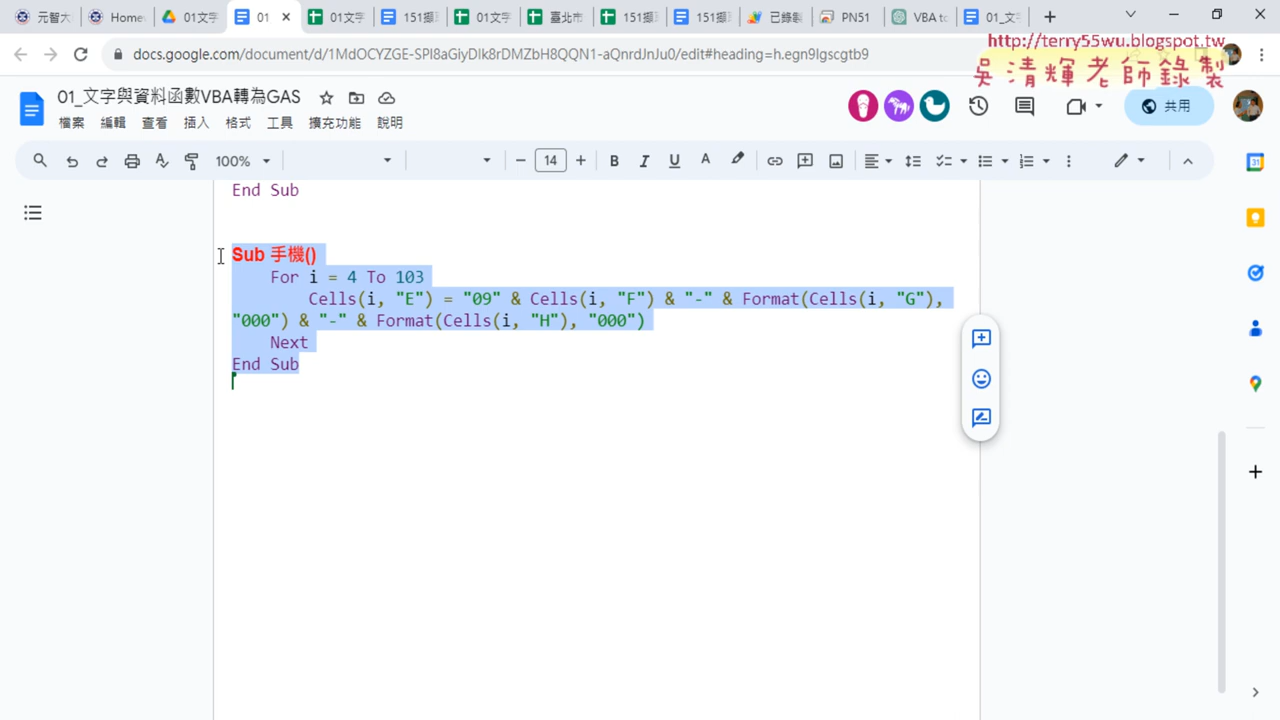 元智大
Home
01文字
01
01文字
151擷
01文字
臺北市
151擷
151擷
已錄製
PN51
VBA to
01_文
docs.google.com/document/d/1MdOCYZGE-SPl8aGiyDlk8rDMZbH8QQN1-aQnrdJnJu0/edit#heading=h.egn9lgscgtb9
http://terry55wu.blogspot.tw
吳清輝老師錄製
01_文字與資料函數VBA轉為GAS
檔案 編輯 查看 插入 格式 工具 擴充功能 說明
共用
100%
14
End Sub
Sub 手機()
For i = 4 To 103
Cells(i, "E") = "09" & Cells(i, "F") & "-" & Format(Cells(i, "G"),
"000") & "-" & Format(Cells(i, "H"), "000")
Next
End Sub